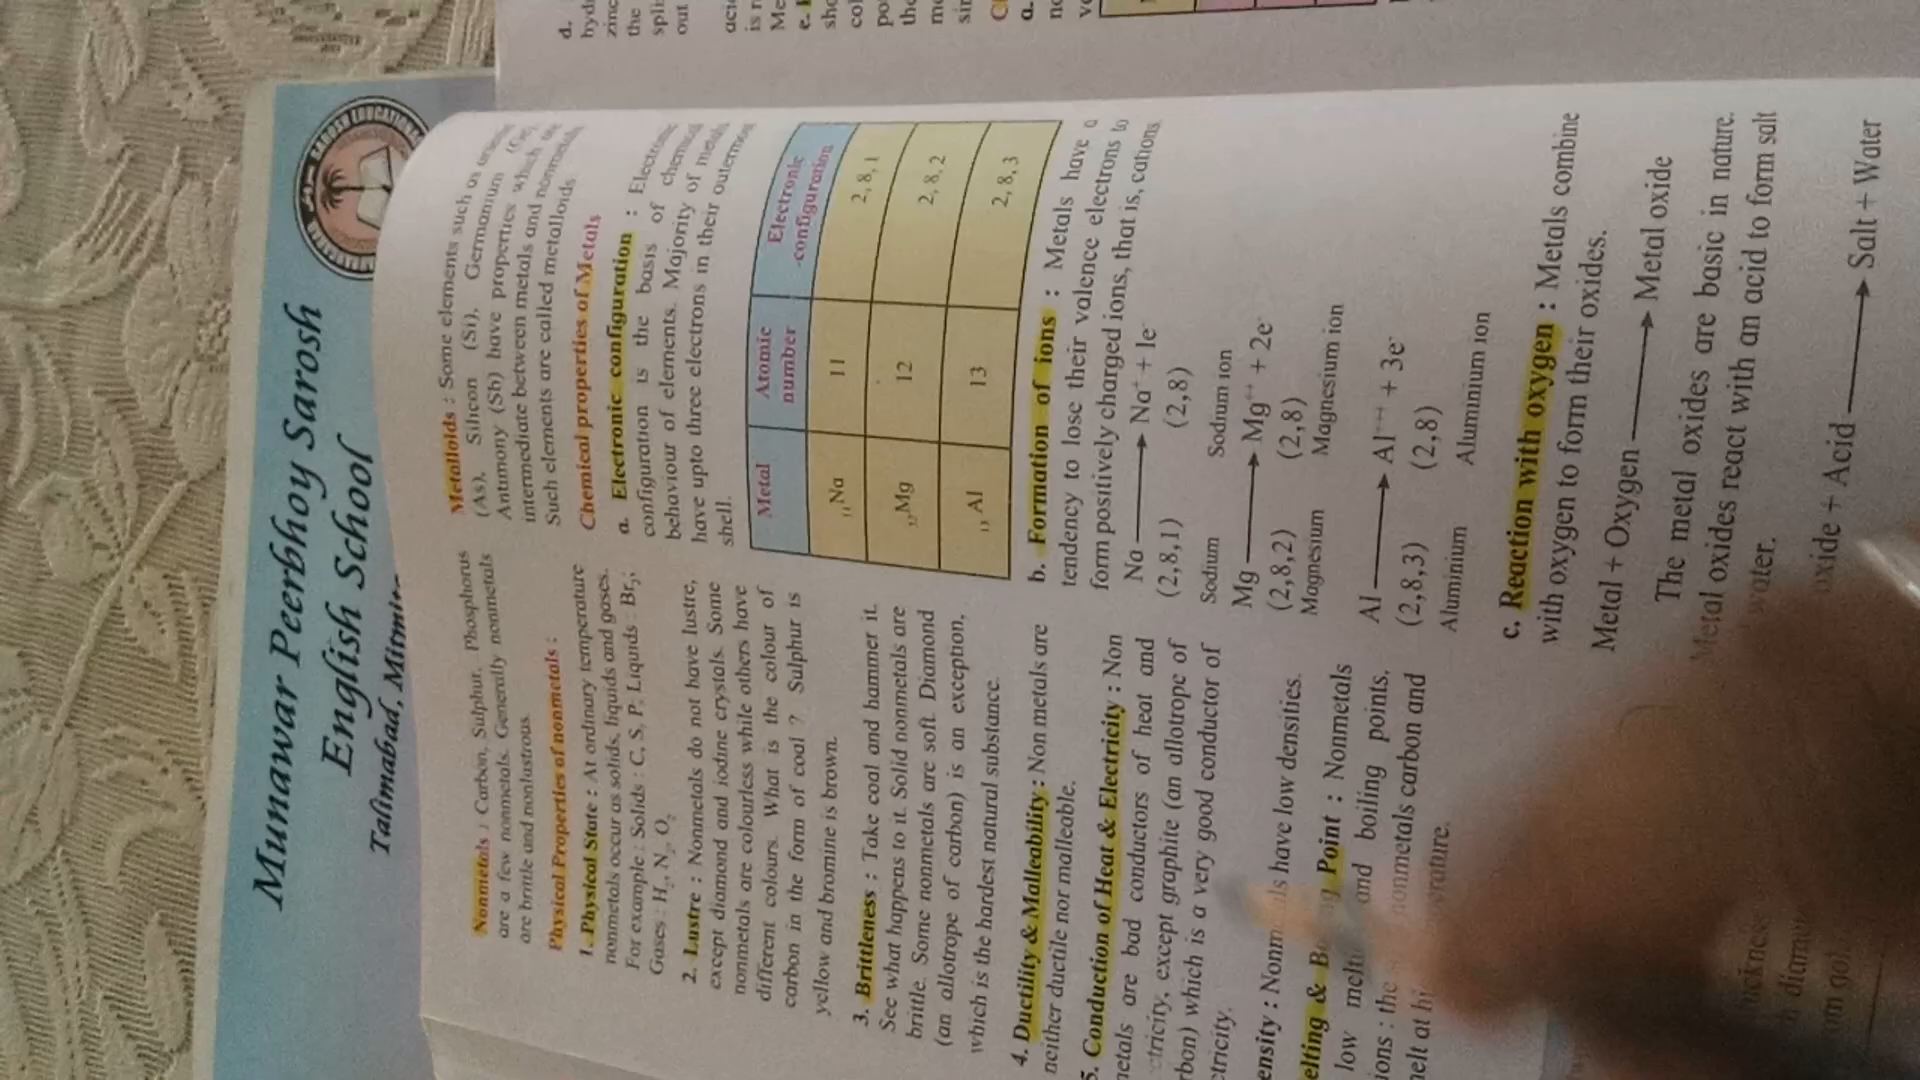 Munawar Peerbhoy Sarosh
English School
Talimabad,
Nonmetals : Carbon, Sulphur, Phosphorus
are a few nonmetals. Generally nonmetals
are brittle and nonlustrous.
Physical Properties of nonmetals :
1. Physical State : At ordinary temperature
nonmetals occur as solids, liquids and gases.
For example : Solids : C, S, P, Liquids : Br₂;
Gases : H₂, N₂, O₂
2. Lustre : Nonmetals do not have lustre,
except diamond and iodine crystals. Some
nonmetals are colourless while others have
different colours. What is the colour of
carbon in the form of coal ? Sulphur is
yellow and bromine is brown.
3. Brittleness : Take coal and hammer it.
See what happens to it. Solid nonmetals are
brittle. Some nonmetals are soft. Diamond
(an allotrope of carbon) is an exception,
which is the hardest natural substance.
4. Ductility & Malleability : Non metals are
neither ductile nor malleable.
5. Conduction of Heat & Electricity : Non
metals are bad conductors of heat and
except graphite (an allotrope of
which is a very good conductor of
have low densities.
& Point : Nonmetals
low and boiling points.
the nonmetals carbon and
at
Metalloids : Some elements such as
(As), Silicon (Si), Germanium
Antimony (Sb) have properties which are
intermediate between metals and nonmetals
Such elements are called metalloids
Chemical properties of Metals
a. Electronic configuration : Electronic
configuration is the basis of chemical
behaviour of elements. Majority of metals
have upto three electrons in their outermost
shell.
Metal Atomic number Electronic -configuration
₁₁Na 11 2, 8, 1
₁₂Mg 12 2, 8, 2
₁₃Al 13 2, 8, 3
b. Formation of ions : Metals have a
tendency to lose their valence electrons to
form positively charged ions, that is, cations
Na → Na⁺ + 1e⁻
(2,8,1) (2,8)
Sodium Sodium ion
Mg → Mg⁺⁺ + 2e⁻
(2,8,2) (2,8)
Magnesium Magnesium ion
Al → Al⁺⁺⁺ + 3e⁻
(2,8,3) (2,8)
Aluminium Aluminium ion
c. Reaction with oxygen : Metals combine
with oxygen to form their oxides.
Metal + Oxygen → Metal oxide
The metal oxides are basic in nature.
Metal oxides react with an acid to form salt
water.
oxide + Acid → Salt + Water
d.
the
out
is